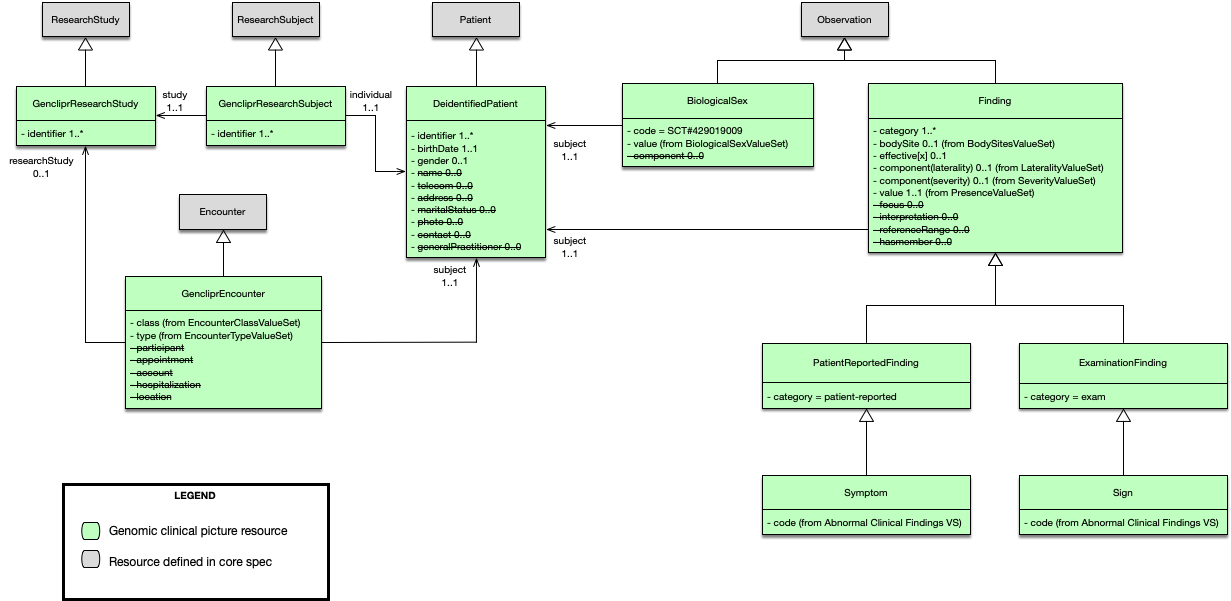 ResearchStudy
ResearchSubject
Patient
Observation
GencliprResearchStudy
- identifier 1..*
study
1..1
GencliprResearchSubject
- identifier 1..*
individual
1..1
DeidentifiedPatient
- identifier 1..*
- birthDate 1..1
- gender 0..1
- name 0..0
- telecom 0..0
- address 0..0
- maritalStatus 0..0
- photo 0..0
- contact 0..0
- generalPractitioner 0..0
subject
1..1
BiologicalSex
- code = SCT#429019009
- value (from BiologicalSexValueSet)
- component 0..0
subject
1..1
Finding
- category 1..*
- bodySite 0..1 (from BodySitesValueSet)
- effective[x] 0..1
- component(laterality) 0..1 (from LateralityValueSet)
- component(severity) 0..1 (from SeverityValueSet)
- value 1..1 (from PresenceValueSet)
- focus 0..0
- interpretation 0..0
- referenceRange 0..0
- hasmember 0..0
researchStudy
0..1
Encounter
GencliprEncounter
- class (from EncounterClassValueSet)
- type (from EncounterTypeValueSet)
- participant
- appointment
- account
- hospitalization
- location
subject
1..1
PatientReportedFinding
- category = patient-reported
ExaminationFinding
- category = exam
Symptom
- code (from Abnormal Clinical Findings VS)
Sign
- code (from Abnormal Clinical Findings VS)
LEGEND
Genomic clinical picture resource
Resource defined in core spec